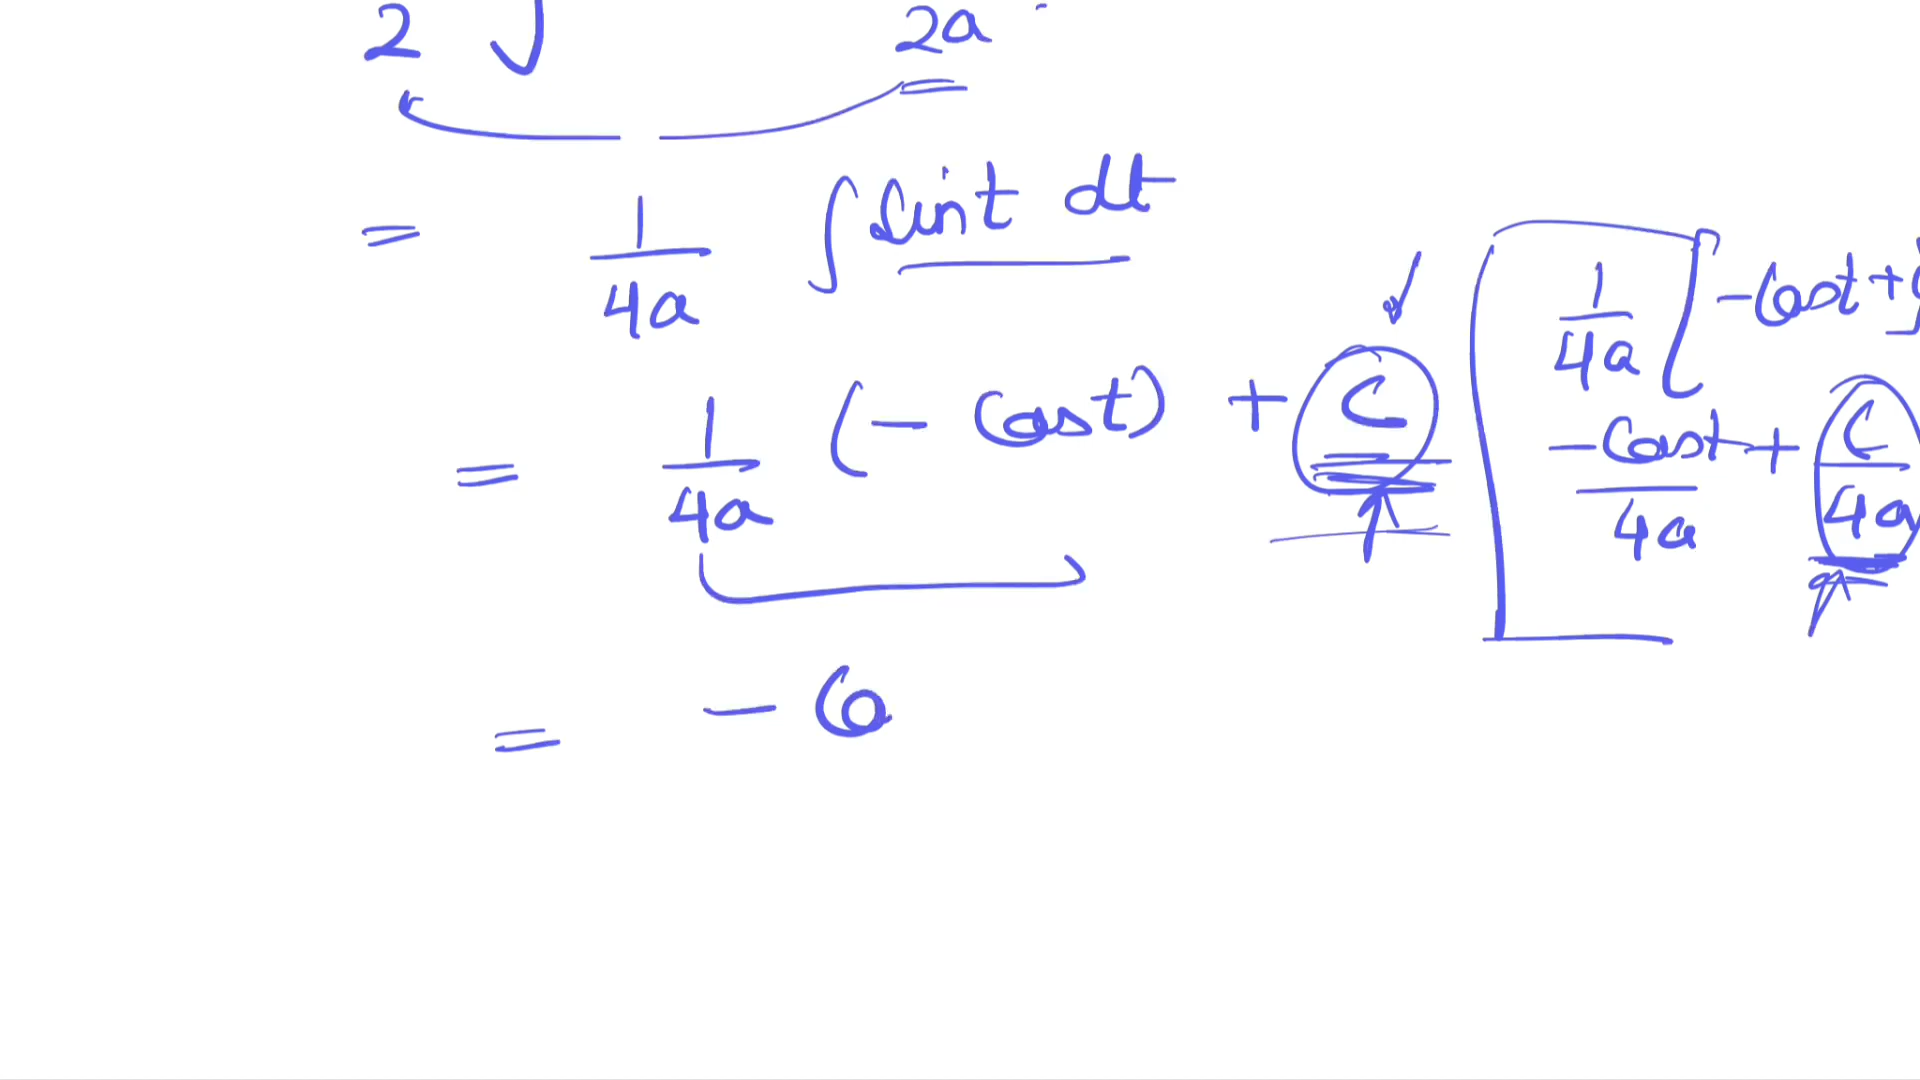 2 ∫ 2a
= 1/4a ∫ sint dt
= 1/4a (- Cost) + C
1/4a [-Cost +
-Cost/4a + C/4a
= - Co